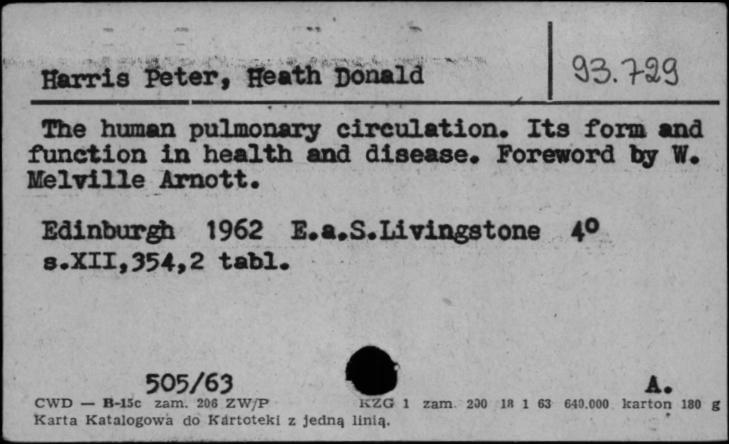 Harris Peter, Heath Donald 93.729
The human pulmonary circulation. Its form and
function in health and disease. Foreword by W.
Melville Arnott.
Edinburgh 1962 E.a.S.Livingstone 4°
s.XII,354,2 tabl.
505/63 A.
CWD — B-15c zam. 206 ZW/P KZG 1 zam. 200 18 1 63 640.000 karton 180 g
Karta Katalogowa do Kartoteki z jedną linią.